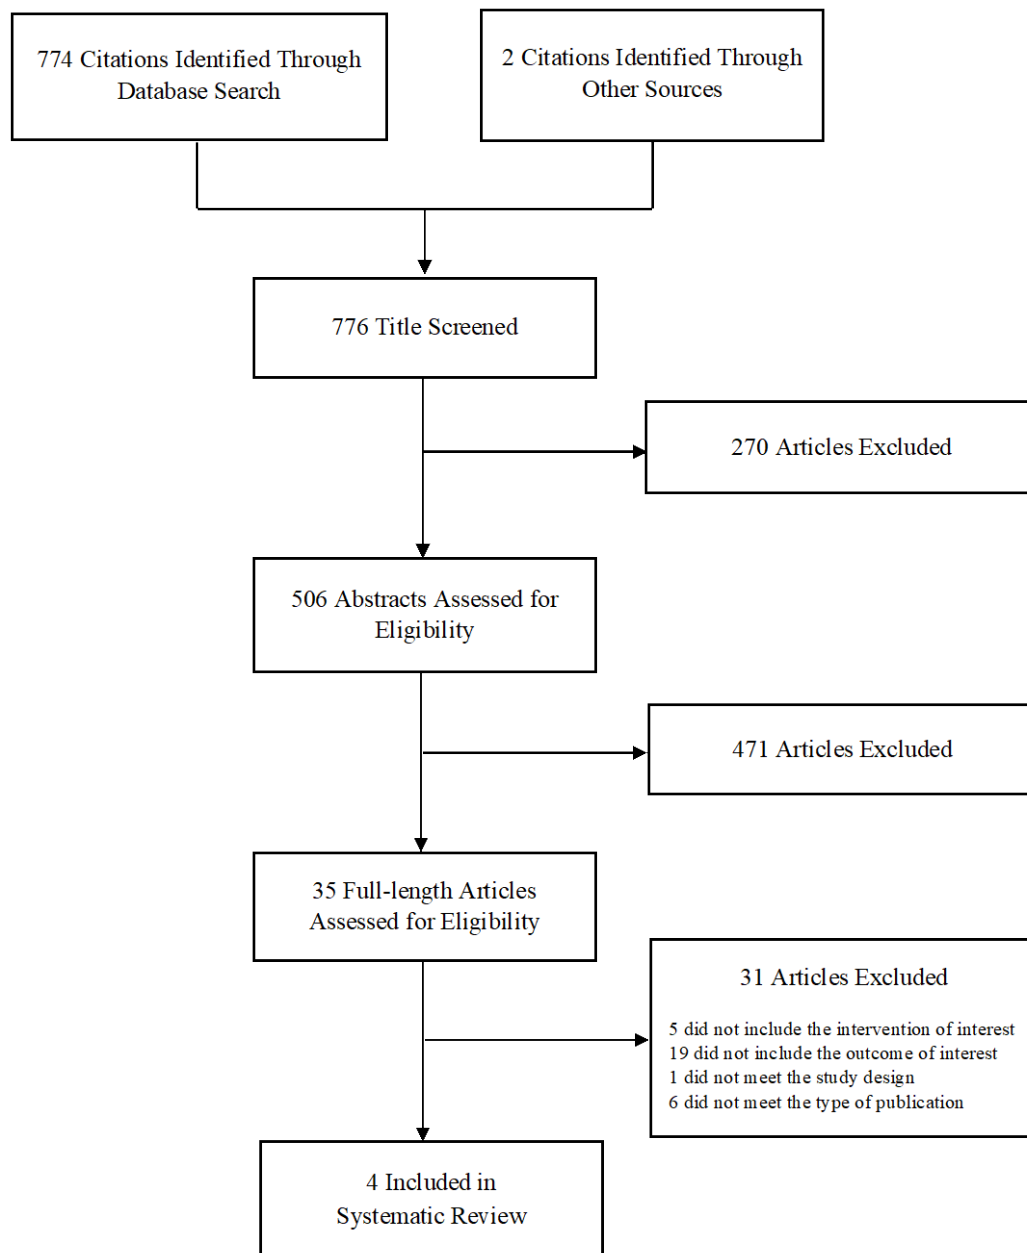 774 Citations Identified Through
Database Search
2 Citations Identified Through
Other Sources
776 Title Screened
270 Articles Excluded
506 Abstracts Assessed for
Eligibility
471 Articles Excluded
35 Full-length Articles
Assessed for Eligibility
31 Articles Excluded
5 did not include the intervention of interest
19 did not include the outcome of interest
1 did not meet the study design
6 did not meet the type of publication
4 Included in
Systematic Review